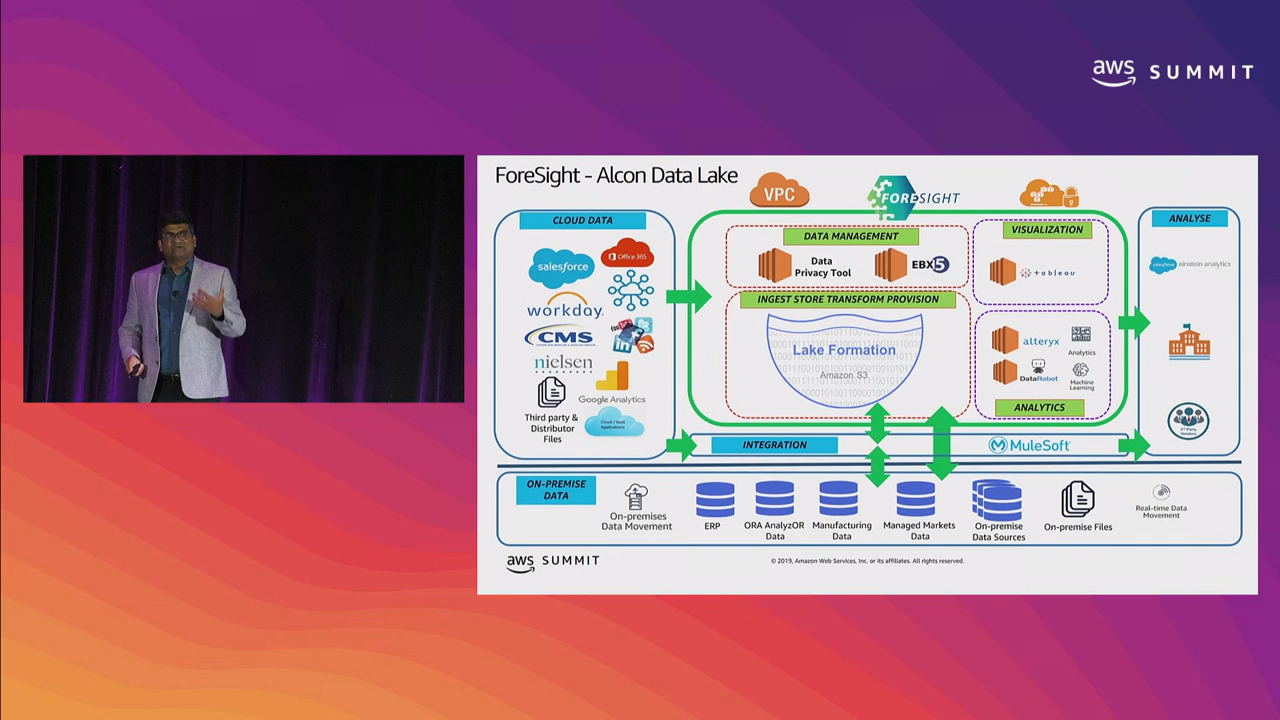 aws SUMMIT
ForeSight - Alcon Data Lake
VPC
FORESIGHT
CLOUD DATA
salesforce
Office 365
workday.
CMS
nielsen
Google Analytics
Third party &
Distributor
Files
Cloud / SaaS
Applications
DATA MANAGEMENT
Data
Privacy Tool
EBX5
INGEST STORE TRANSFORM PROVISION
Lake Formation
Amazon S3
VISUALIZATION
+tableau
alteryx
Analytics
DataRobot
Machine
Learning
ANALYTICS
ANALYSE
salesforce einstein analytics
3rd Party
Vendors
INTEGRATION
MuleSoft
ON-PREMISE
DATA
On-premises
Data Movement
ERP
ORA AnalyzOR
Data
Manufacturing
Data
Managed Markets
Data
On-premise
Data Sources
On-premise Files
Real-time Data
Movement
aws SUMMIT
© 2019, Amazon Web Services, Inc. or its affiliates. All rights reserved.